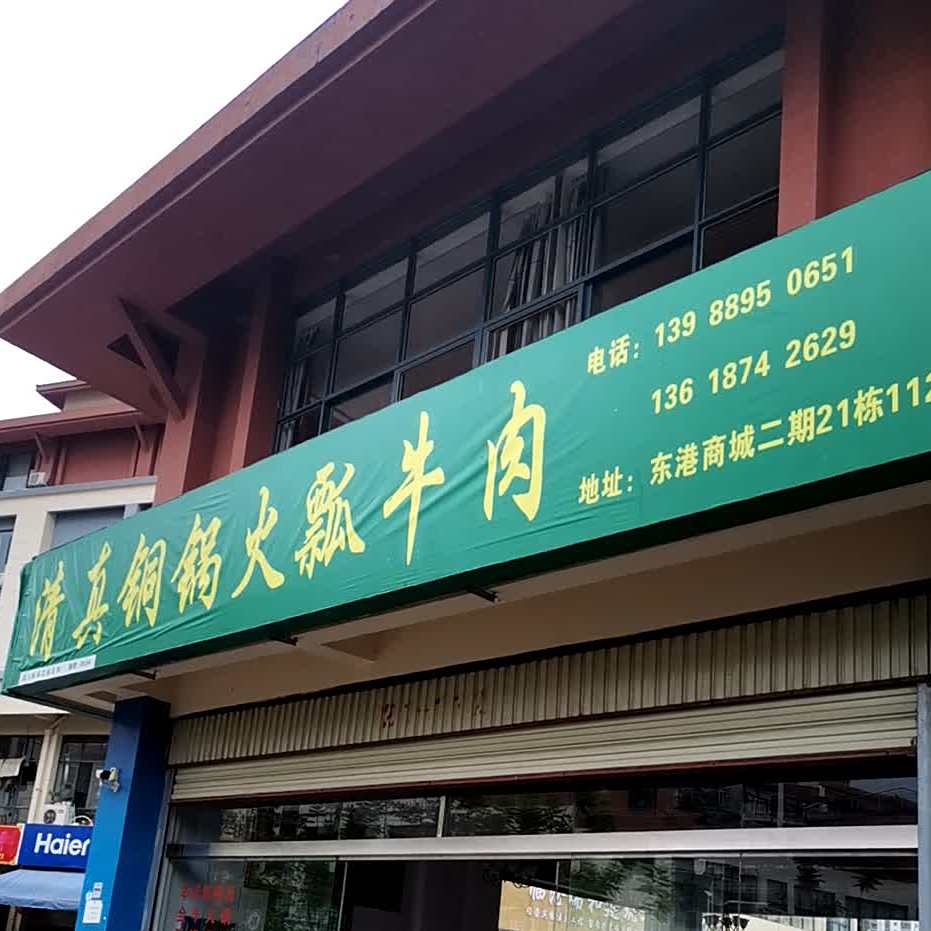 清真铜锅火瓢牛肉
电话：139 8895 0651
136 1874 2629
地址：东港商城二期21栋112
Haier